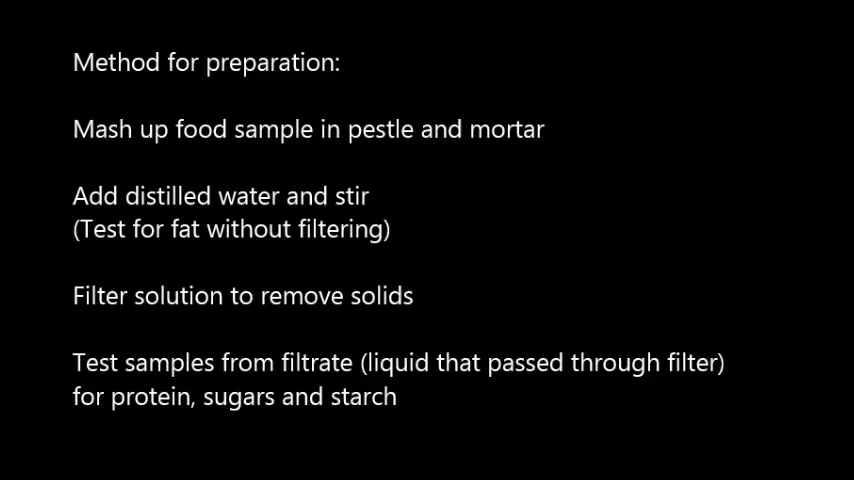 Method for preparation:
Mash up food sample in pestle and mortar
Add distilled water and stir
(Test for fat without filtering)
Filter solution to remove solids
Test samples from filtrate (liquid that passed through filter)
for protein, sugars and starch